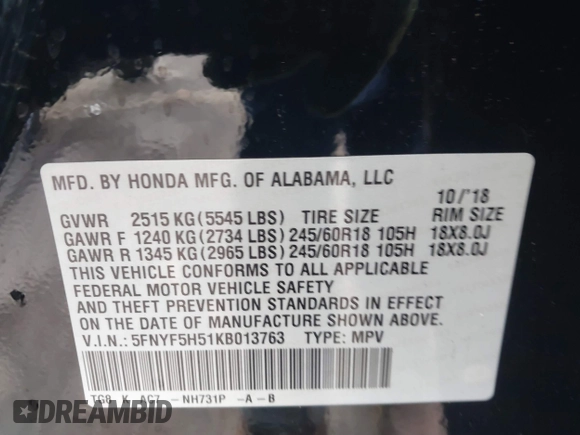 MFD. BY HONDA MFG. OF ALABAMA, LLC
10/'18
GVWR 2515 KG (5545 LBS) TIRE SIZE RIM SIZE
GAWR F 1240 KG (2734 LBS) 245/60R18 105H 18X8.0J
GAWR R 1345 KG (2965 LBS) 245/60R18 105H 18X8.0J
THIS VEHICLE CONFORMS TO ALL APPLICABLE
FEDERAL MOTOR VEHICLE SAFETY
AND THEFT PREVENTION STANDARDS IN EFFECT
ON THE DATE OF MANUFACTURE SHOWN ABOVE.
V.I.N.: 5FNYF5H51KB013763 TYPE: MPV
TG8 K AC7 - NH731P -A-B
DREAMBID